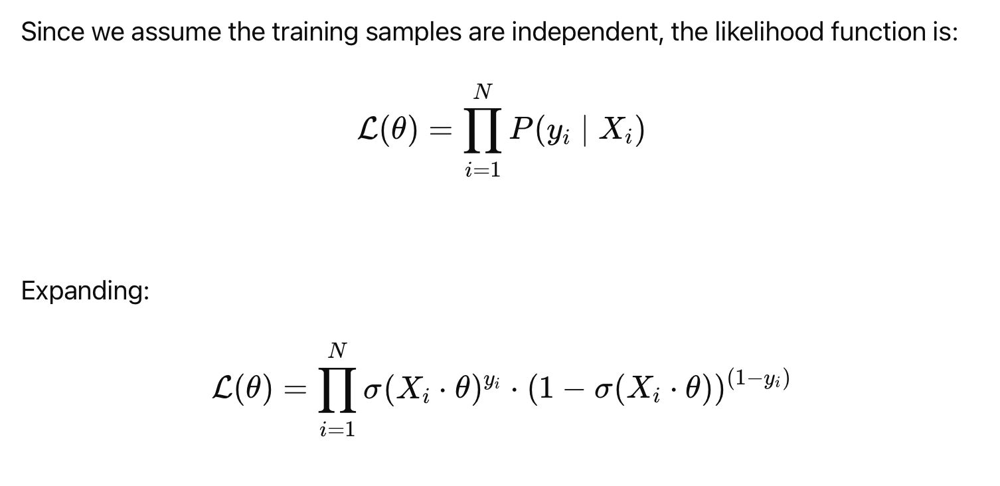 Since we assume the training samples are independent, the likelihood function is:
$$\mathcal{L}(\theta) = \prod_{i=1}^{N} P(y_i \mid X_i)$$
Expanding:
$$\mathcal{L}(\theta) = \prod_{i=1}^{N} \sigma(X_i \cdot \theta)^{y_i} \cdot (1 - \sigma(X_i \cdot \theta))^{(1-y_i)}$$